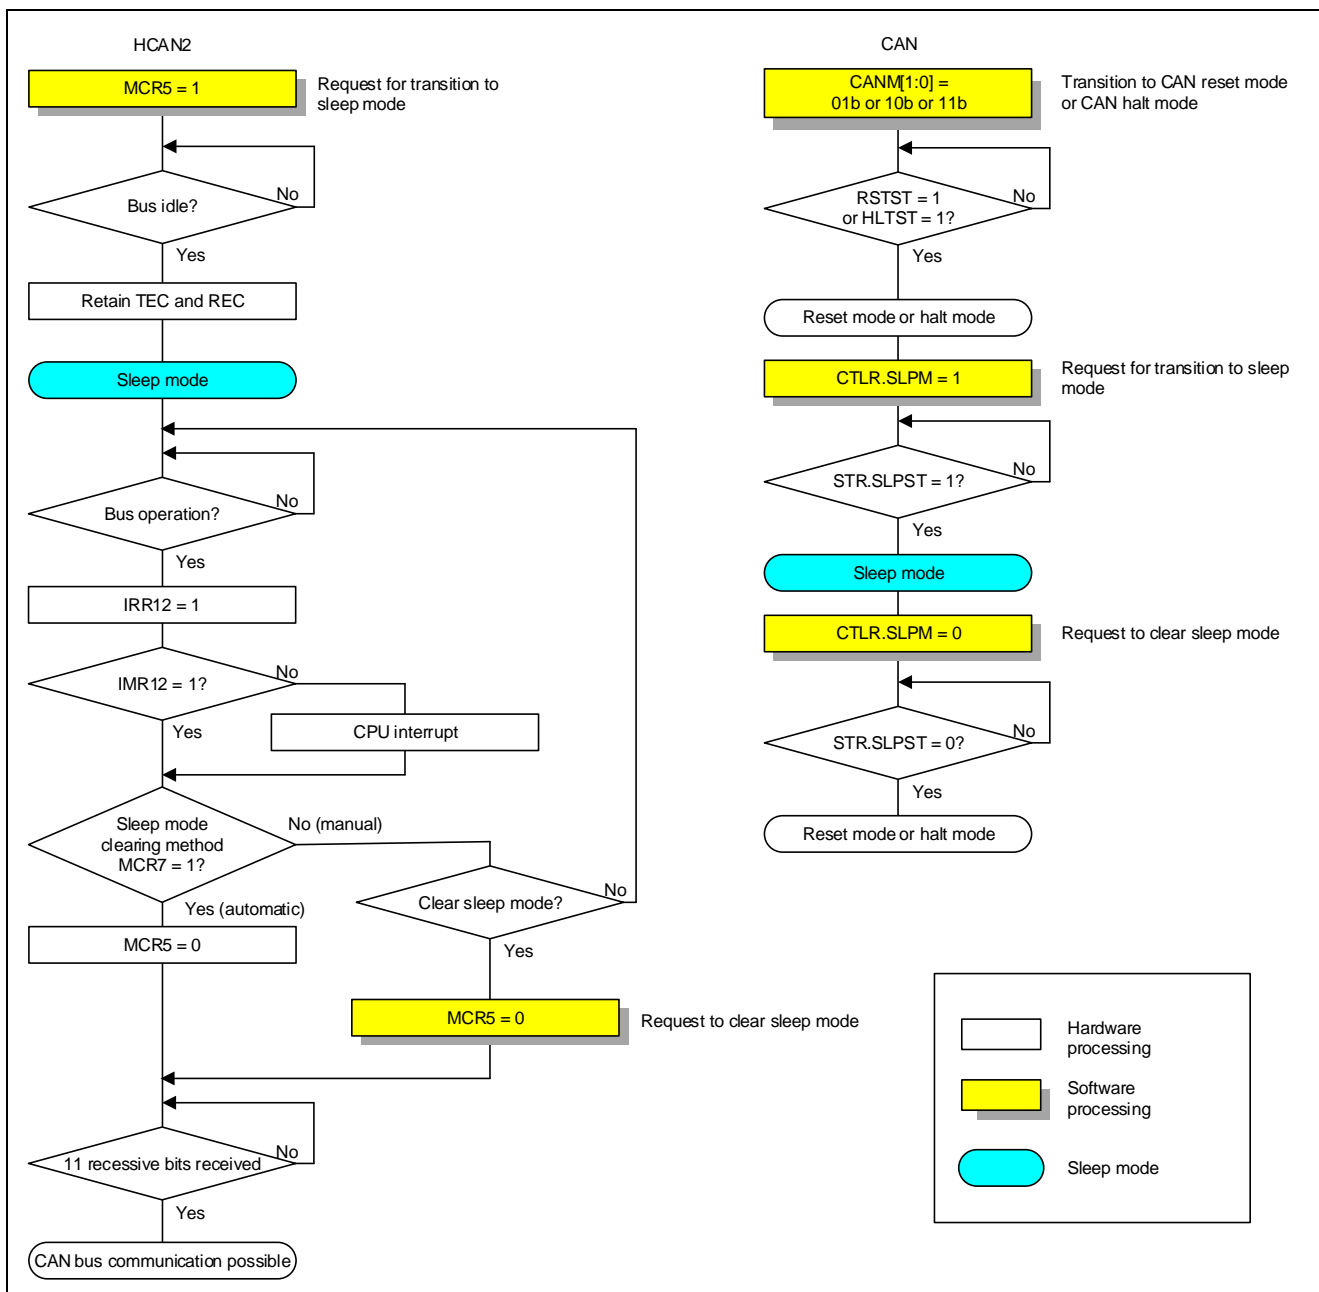 HCAN2
MCR5 = 1
Request for transition to
sleep mode
Bus idle?
No
Yes
Retain TEC and REC
Sleep mode
Bus operation?
No
Yes
IRR12 = 1
IMR12 = 1?
No
Yes
CPU interrupt
Sleep mode
clearing method
MCR7 = 1?
No (manual)
Yes (automatic)
Clear sleep mode?
No
Yes
MCR5 = 0
MCR5 = 0
Request to clear sleep mode
11 recessive bits received
No
Yes
CAN bus communication possible
CAN
CANM[1:0] =
01b or 10b or 11b
Transition to CAN reset mode
or CAN halt mode
RSTST = 1
or HLTST = 1?
No
Yes
Reset mode or halt mode
CTLR.SLPM = 1
Request for transition to sleep
mode
STR.SLPST = 1?
No
Yes
Sleep mode
CTLR.SLPM = 0
Request to clear sleep mode
STR.SLPST = 0?
No
Yes
Reset mode or halt mode
Hardware
processing
Software
processing
Sleep mode